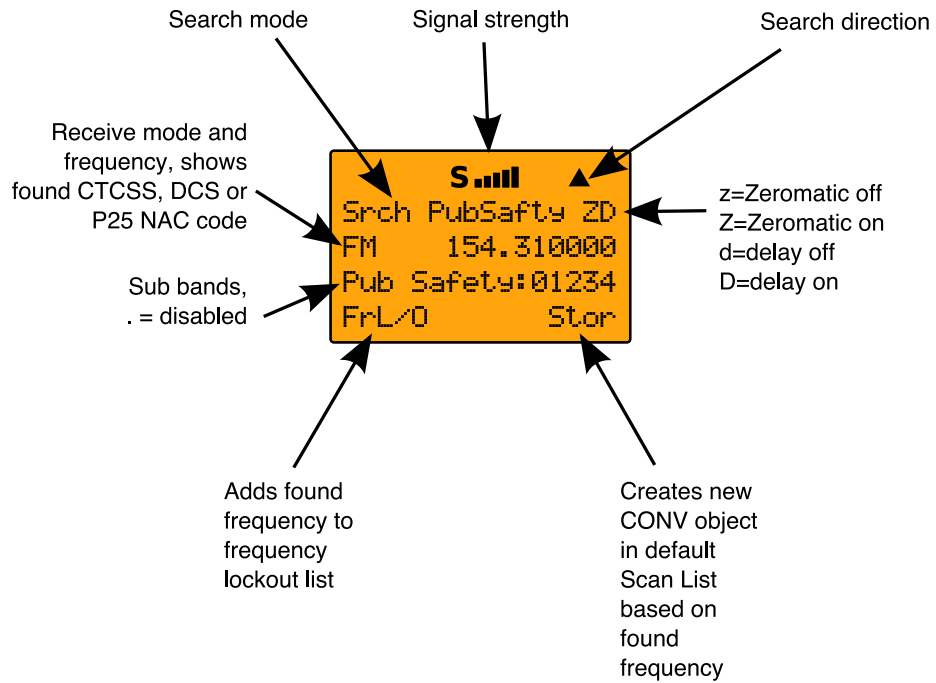 Search mode
Signal strength
Search direction
Receive mode and
frequency, shows
found CTCSS, DCS or
P25 NAC code
Sub bands,
. = disabled
S
Srch PubSafty ZD
FM 154.310000
Pub Safety:01234
FrL/O Stor
z=Zeromatic off
Z=Zeromatic on
d=delay off
D=delay on
Adds found
frequency to
frequency
lockout list
Creates new
CONV object
in default
Scan List
based on
found
frequency